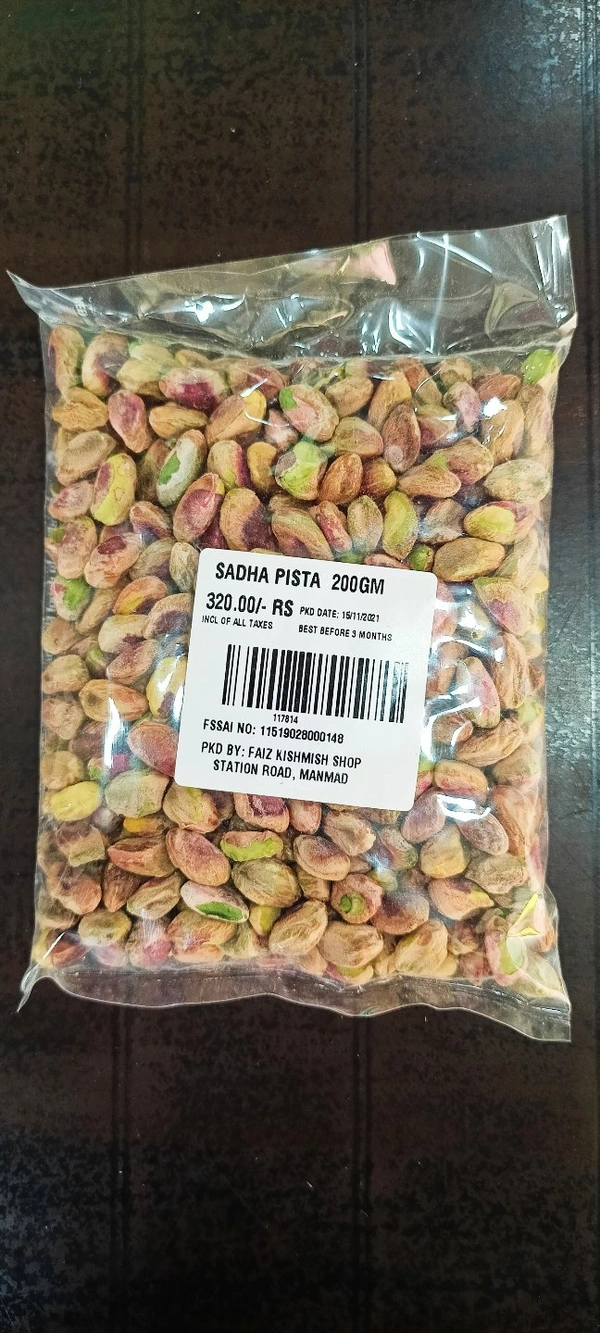 SADHA PISTA 200GM
320.00/- RS PKD DATE: 15/11/2021
INCL OF ALL TAXES BEST BEFORE 3 MONTHS
117814
FSSAI NO: 11519028000148
PKD BY: FAIZ KISHMISH SHOP
STATION ROAD, MANMAD